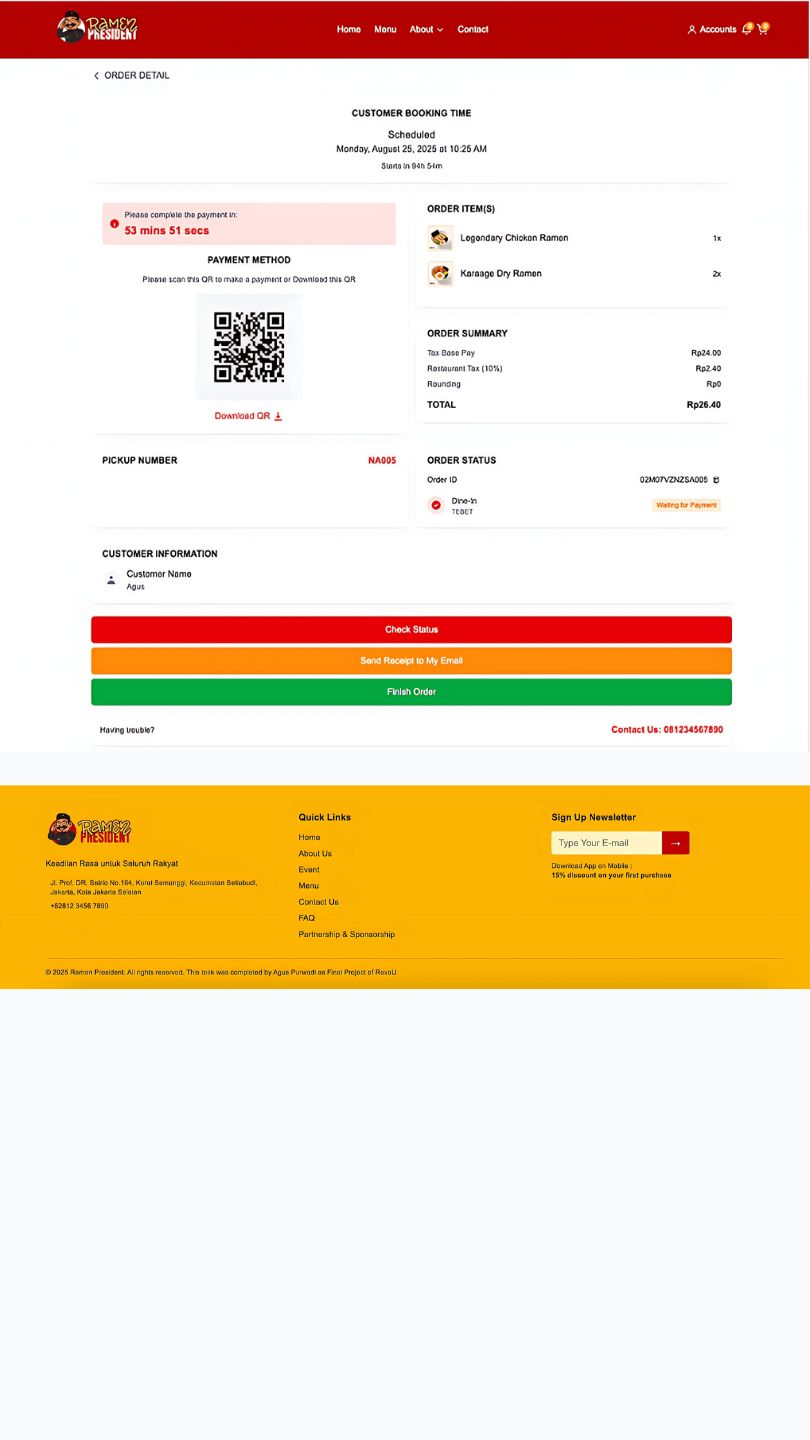 RAMEN
PRESIDENT
Home
Menu
About
Contact
Accounts
ORDER DETAIL
CUSTOMER BOOKING TIME
Scheduled
Monday, August 25, 2025 at 10:25 AM
Starts in 94h 54m
Please complete the payment in:
53 mins 51 secs
PAYMENT METHOD
Please scan this QR to make a payment or Download this QR
Download QR
ORDER ITEM(S)
Legendary Chicken Ramen 1x
Karaage Dry Ramen 2x
ORDER SUMMARY
Tax Base Pay Rp24.00
Restaurant Tax (10%) Rp2.40
Rounding Rp0
TOTAL Rp26.40
PICKUP NUMBER NA005
ORDER STATUS
Order ID 02M07VZNZSA005
Dine-In
TEBET
Waiting for Payment
CUSTOMER INFORMATION
Customer Name
Agus
Check Status
Send Receipt to My Email
Finish Order
Having trouble? Contact Us: 081234567890
RAMEN
PRESIDENT
Keadilan Rasa untuk Seluruh Rakyat
Jl. Prof. DR. Satrio No.164, Karet Semanggi, Kecamatan Setiabudi,
Jakarta, Kota Jakarta Selatan
+62812 3456 7890
Quick Links
Home
About Us
Event
Menu
Contact Us
FAQ
Partnership & Sponsorship
Sign Up Newsletter
Type Your E-mail
Download App on Mobile :
15% discount on your first purchase
© 2025 Ramen President. All rights reserved. This task was completed by Agus Purwadi as Final Project of RevoU